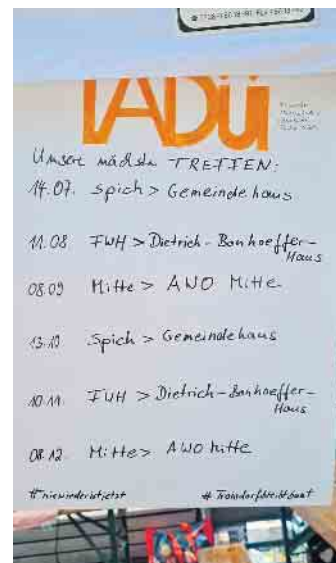 IADÜ
Unsere nächsten TREFFEN:
14.07. Spich > Gemeindehaus
11.08 FWH > Dietrich-Bonhoeffer-
Haus
08.09 Mitte > AWO Mitte
13.10 Spich > Gemeindehaus
10.11. FWH > Dietrich-Bonhoeffer-
Haus
08.12 Mitte > AWO Mitte
#niewiederistjetzt #Troisdorfbleibtbunt